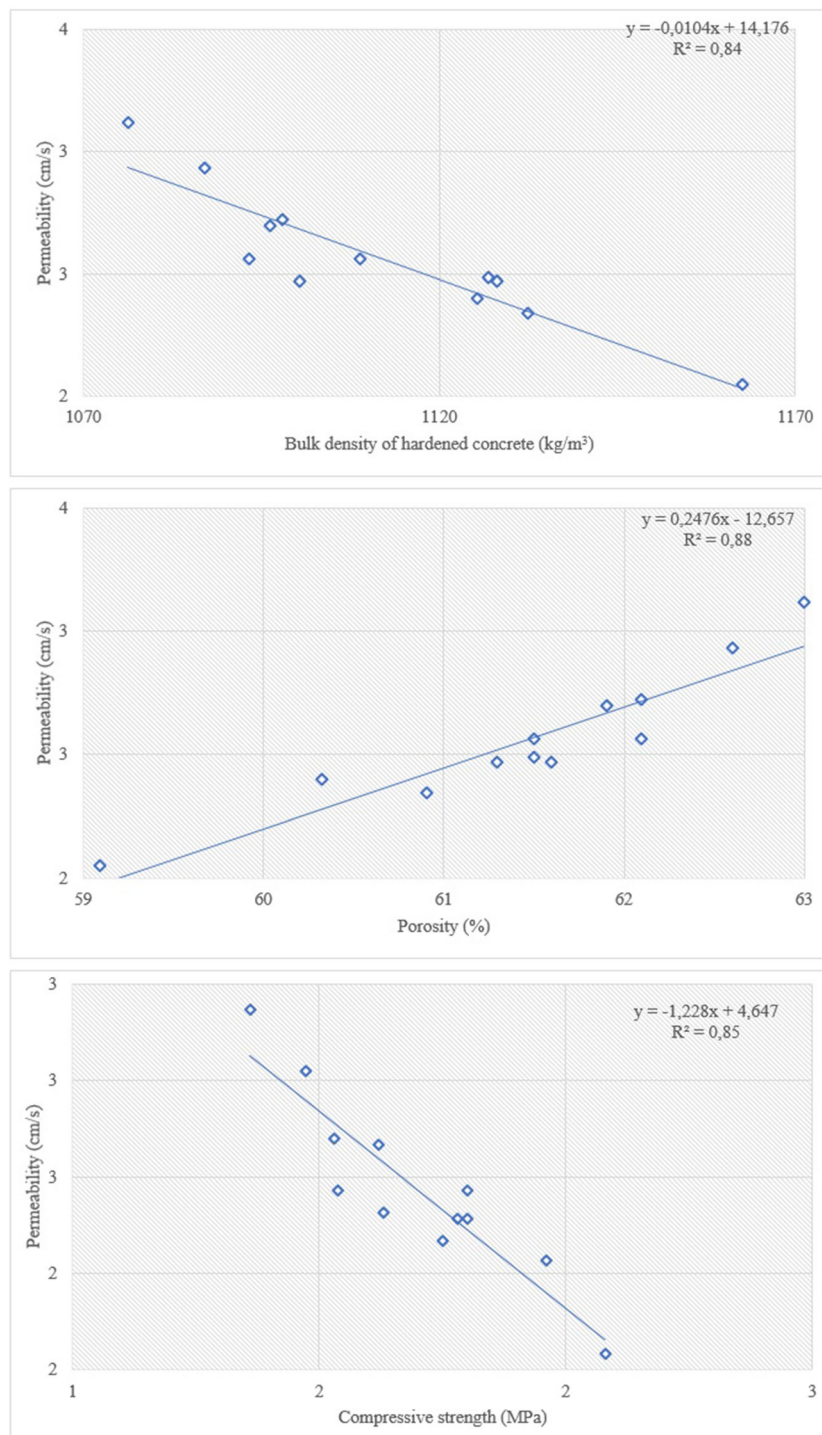 4
y = -0,0104x + 14,176
R² = 0,84
3
Permeability (cm/s)
3
2
1070
1120
1170
Bulk density of hardened concrete (kg/m³)
4
y = 0,2476x - 12,657
R² = 0,88
3
Permeability (cm/s)
3
2
59
60
61
62
63
Porosity (%)
3
y = -1,228x + 4,647
R² = 0,85
3
Permeability (cm/s)
3
2
2
1
2
2
3
Compressive strength (MPa)